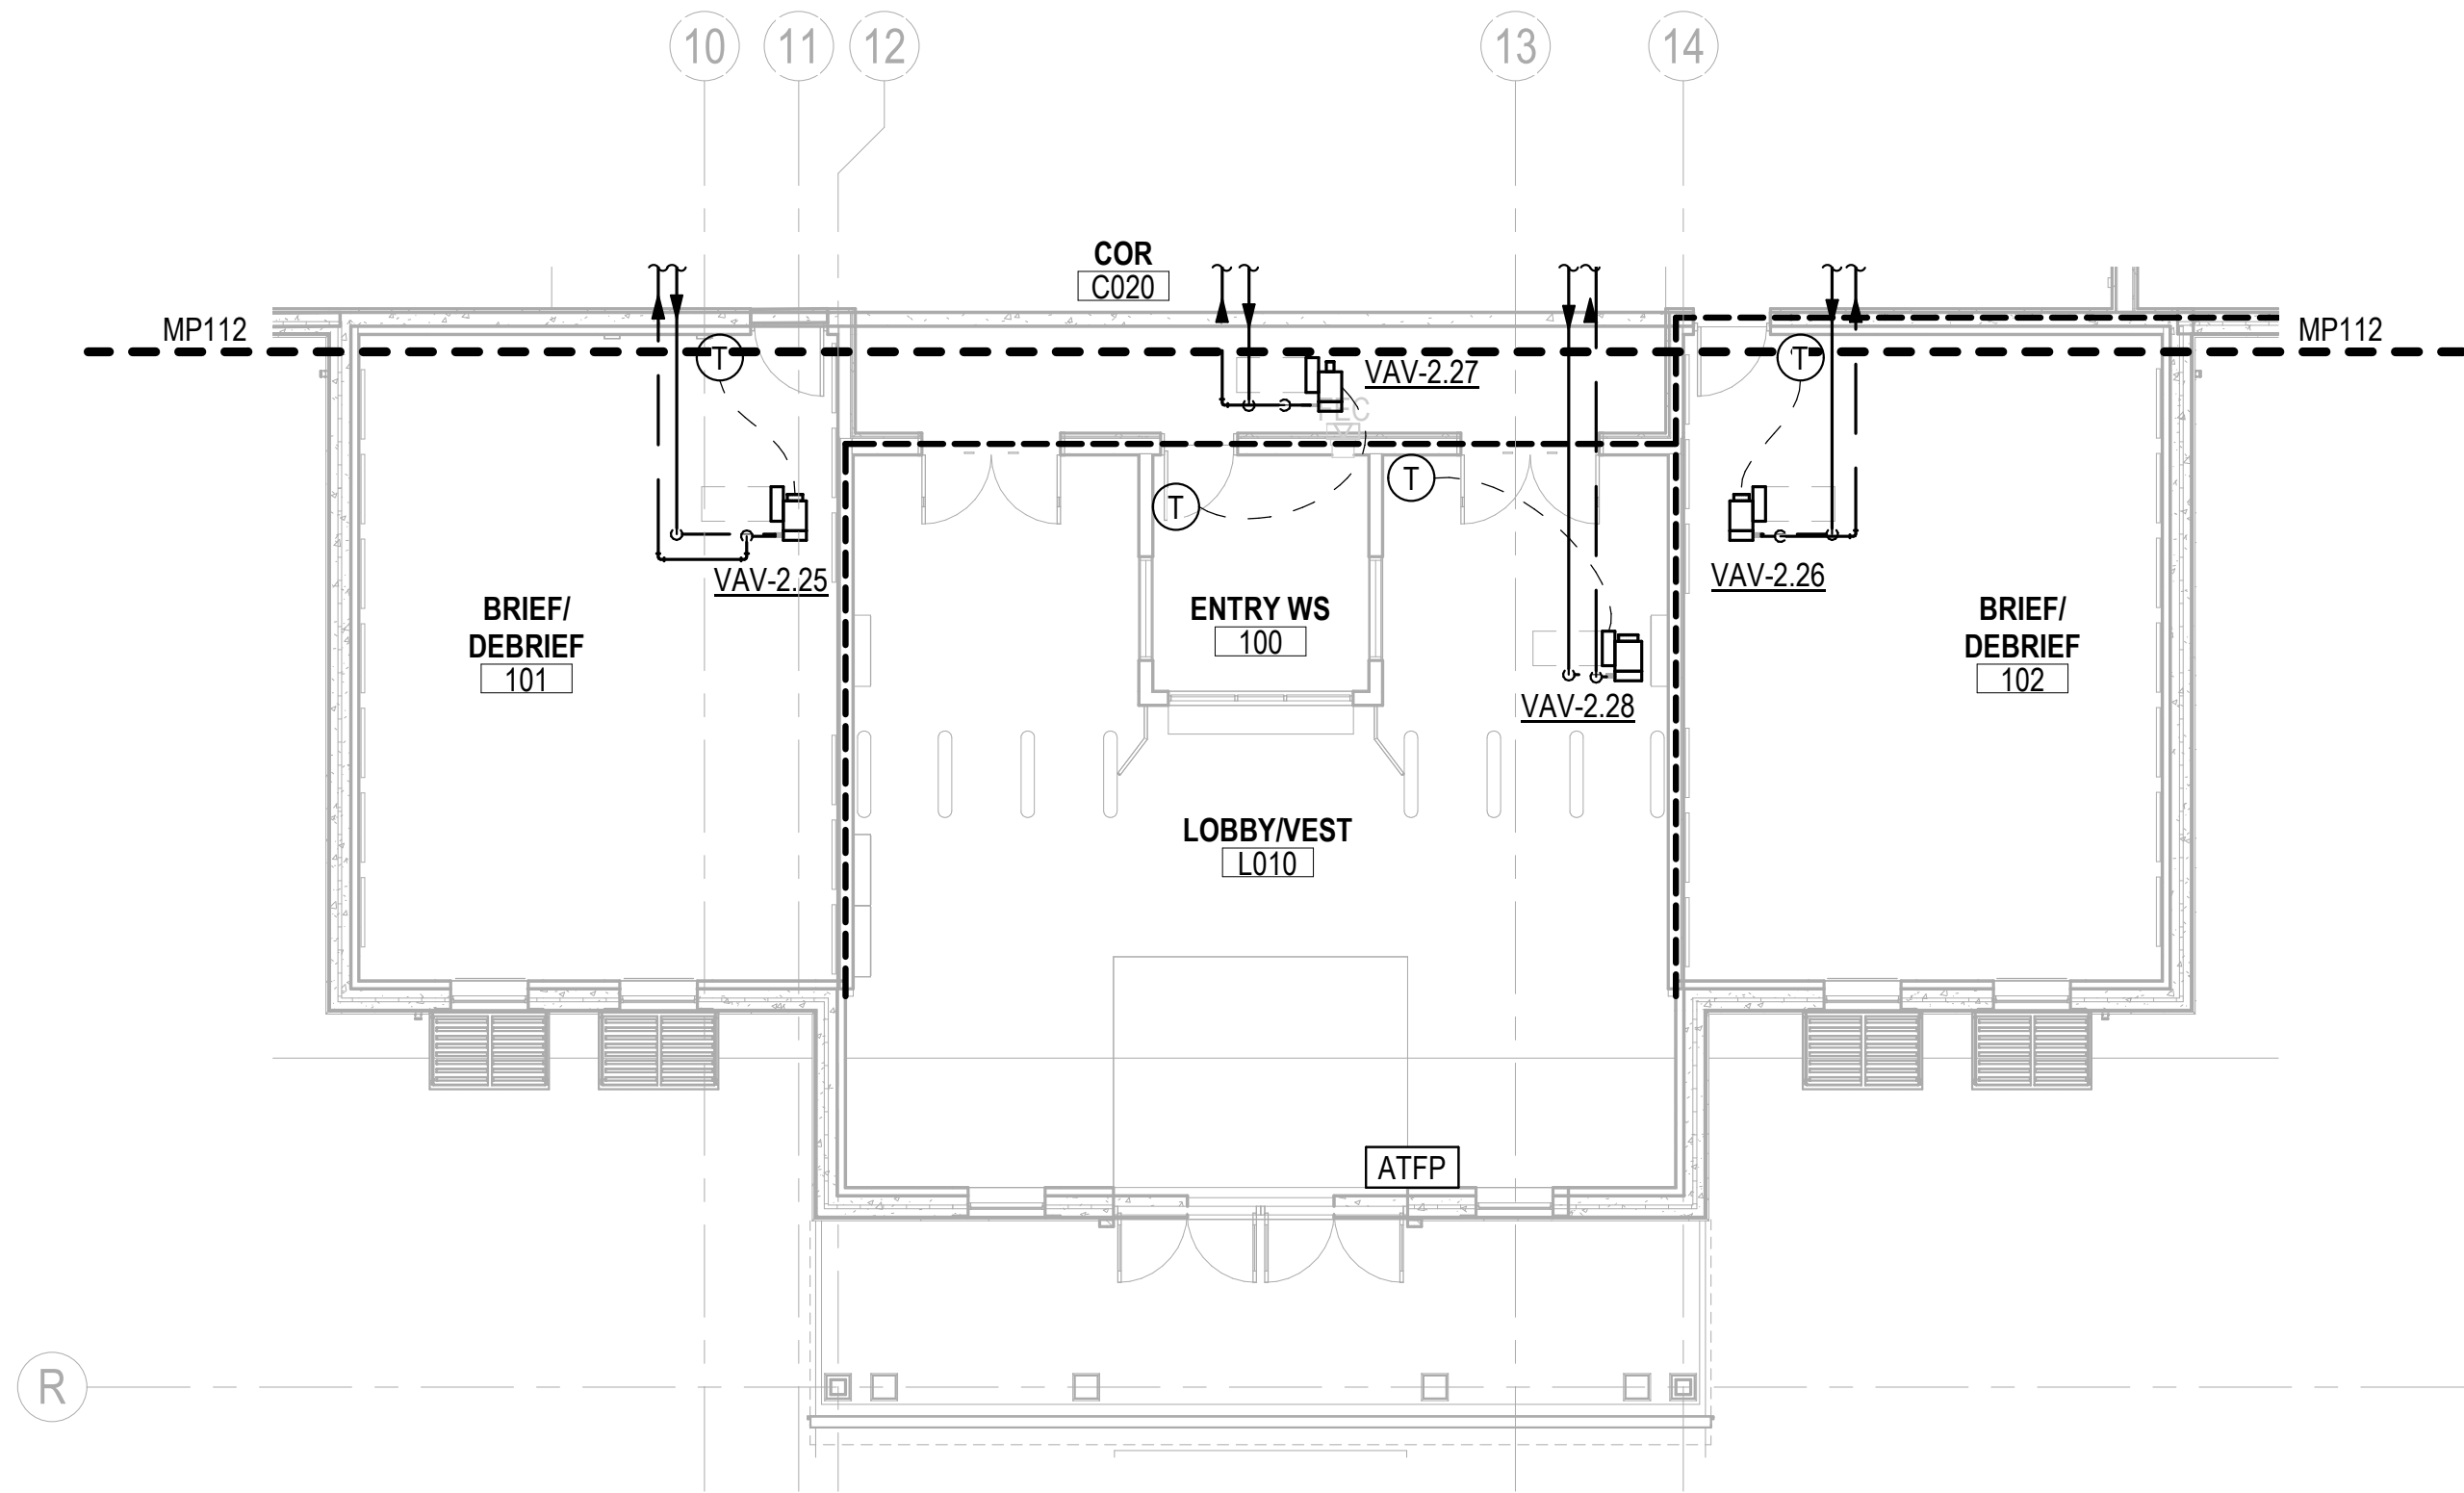 10
11
12
13
14
COR
C020
MP112
MP112
T
VAV-2.27
T
FEC
T
T
VAV-2.25
VAV-2.26
BRIEF/
DEBRIEF
101
ENTRY WS
100
BRIEF/
DEBRIEF
102
VAV-2.28
LOBBY/VEST
L010
ATFP
R